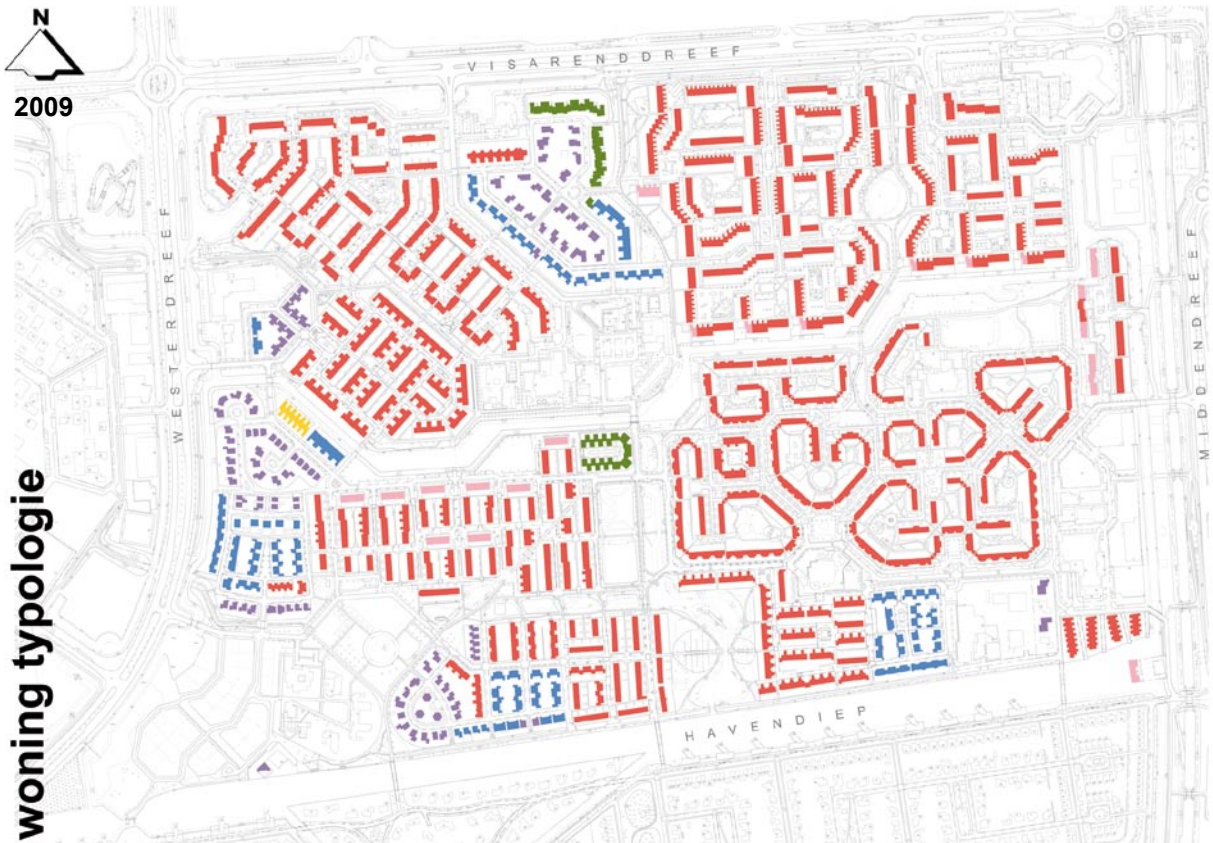 N
2009
VISARENDDREEF
WESTERDREEF
MIDDENDREEF
HAVENDIEP
woning typologie